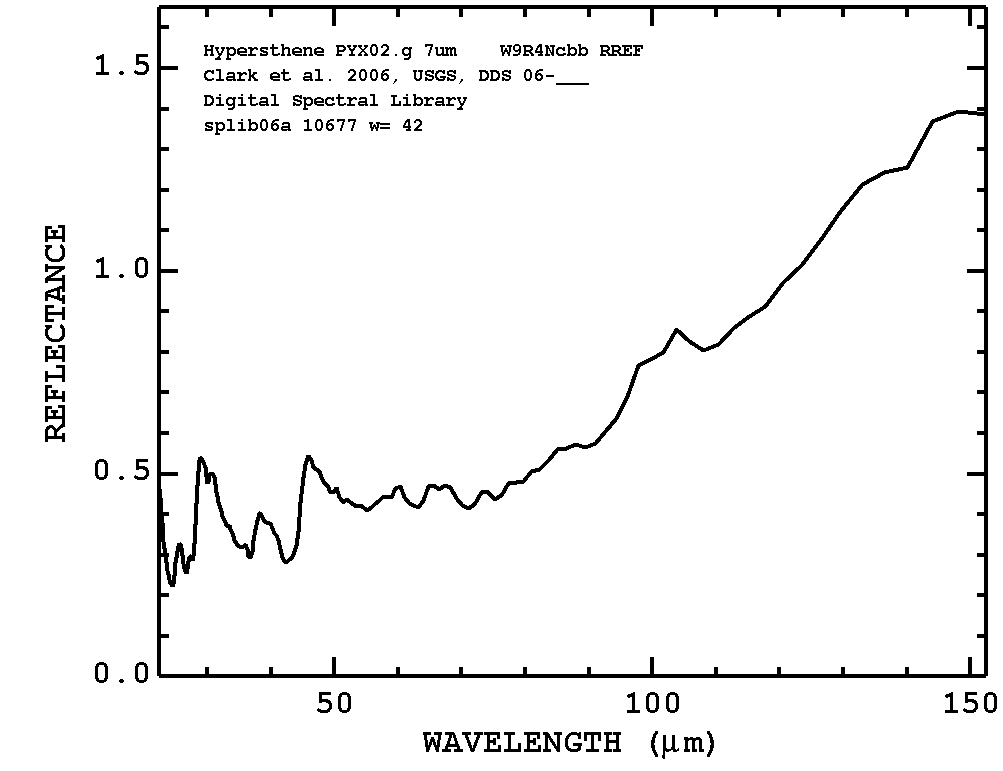 Hypersthene PYX02.g 7um W9R4Ncbb RREF
Clark et al. 2006, USGS, DDS 06-___
Digital Spectral Library
splib06a 10677 w= 42
1.5
1.0
0.5
0.0
REFLECTANCE
50 100 150
WAVELENGTH (μm)